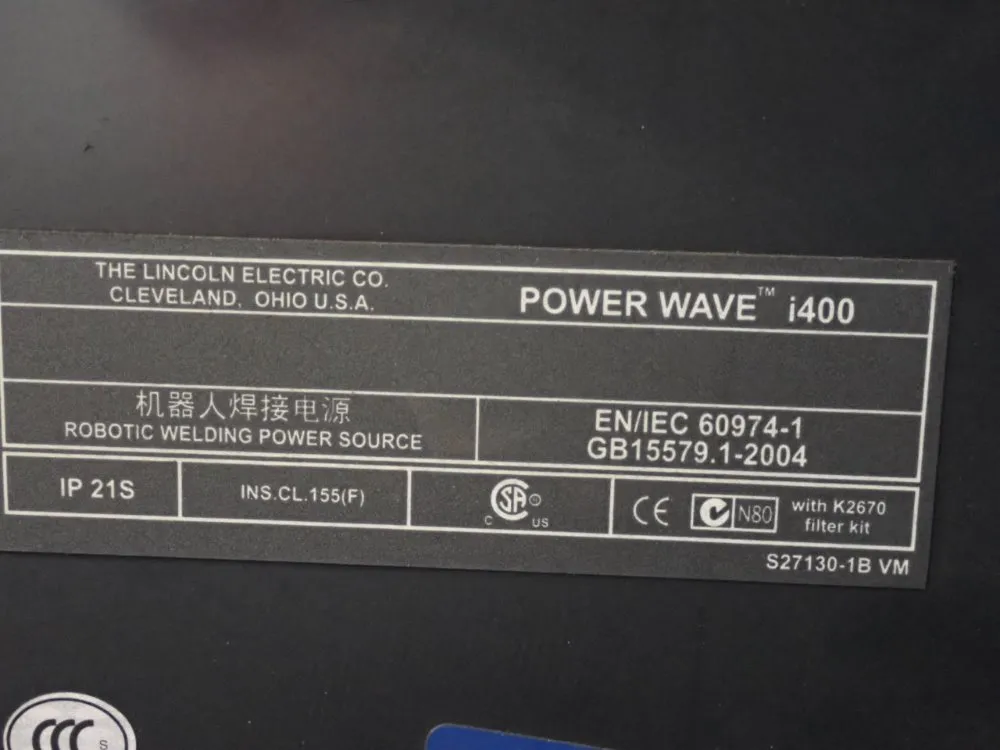 THE LINCOLN ELECTRIC CO.
CLEVELAND, OHIO U.S.A.
POWER WAVE™ i400
机器人焊接电源
ROBOTIC WELDING POWER SOURCE
EN/IEC 60974-1
GB15579.1-2004
IP 21S
INS.CL.155(F)
SA
C US
CE
N80
with K2670
filter kit
S27130-1B VM
CCC S